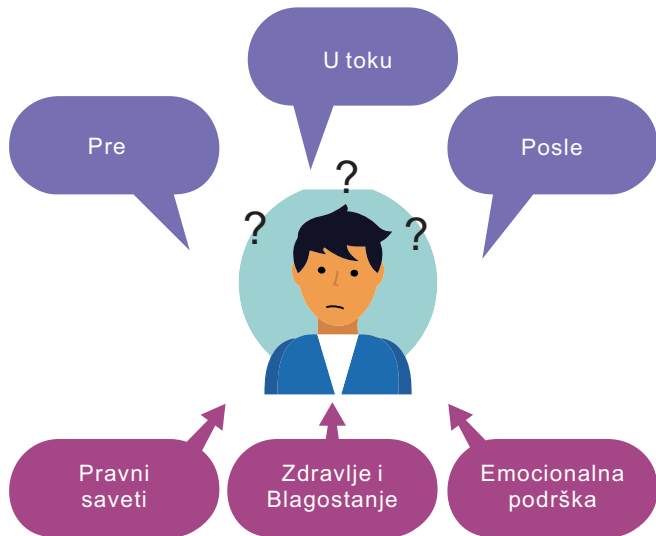 U toku
Pre
Posle
?
?
?
Pravni
saveti
Zdravlje i
Blagostanje
Emocionalna
podrška